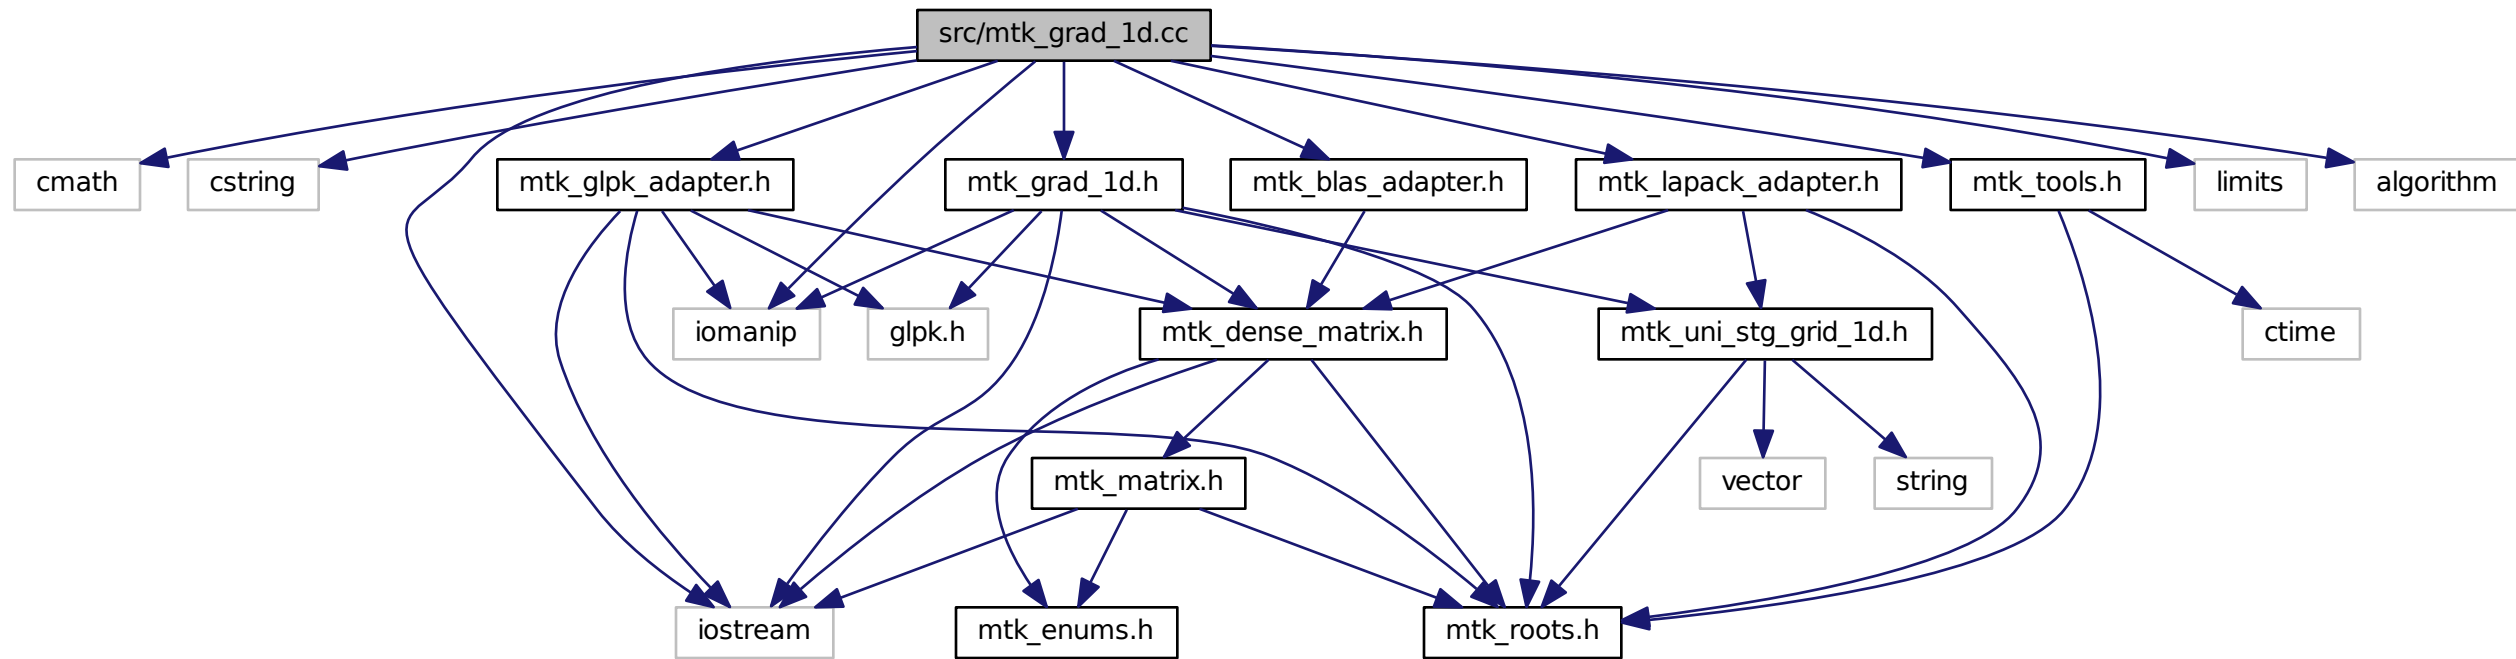 src/mtk_grad_1d.cc
cmath
cstring
mtk_glpk_adapter.h
mtk_grad_1d.h
mtk_blas_adapter.h
mtk_lapack_adapter.h
mtk_tools.h
limits
algorithm
iomanip
glpk.h
mtk_dense_matrix.h
mtk_uni_stg_grid_1d.h
ctime
mtk_matrix.h
vector
string
iostream
mtk_enums.h
mtk_roots.h